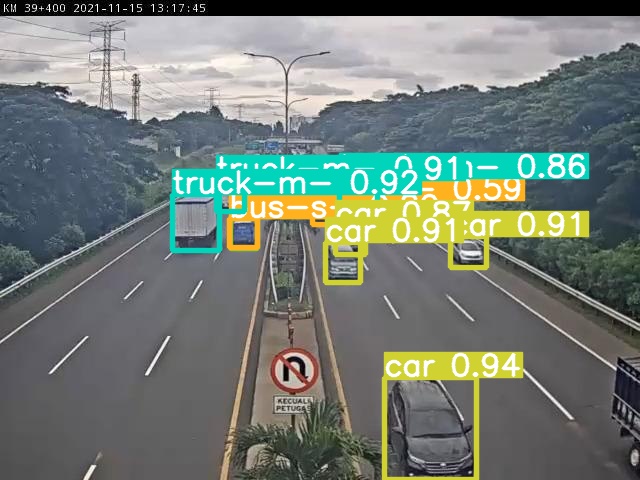 KM 39+400 2021-11-15 13:17:45
truck-m- 0.91
0.86
truck-m- 0.92
0.59
bus-s
car 0.87
car 0.91
car 0.91
car 0.94
KECUALI
PETUGAS